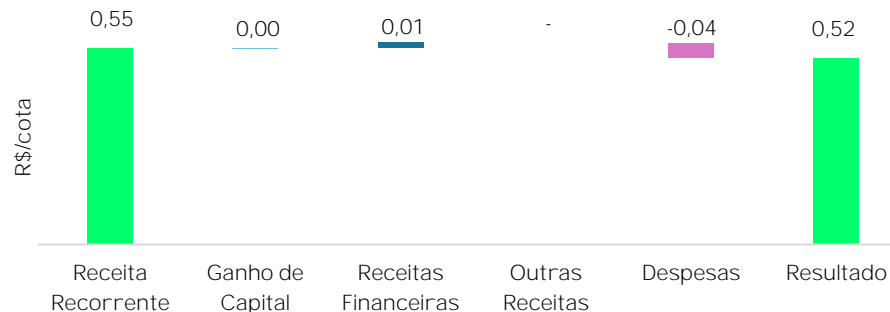 0,55
0,00
0,01
-
-0,04
0,52
R$/cota
Receita
Recorrente
Ganho de
Capital
Receitas
Financeiras
Outras
Receitas
Despesas
Resultado